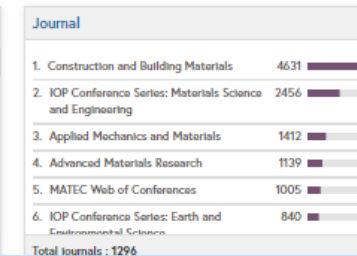 Journal
1. Construction and Building Materials 4631
2. IOP Conference Series: Materials Science 2456
and Engineering
3. Applied Mechanics and Materials 1412
4. Advanced Materials Research 1139
5. MATEC Web of Conferences 1005
6. IOP Conference Series: Earth and 840
Environmental Science
Total journals : 1296